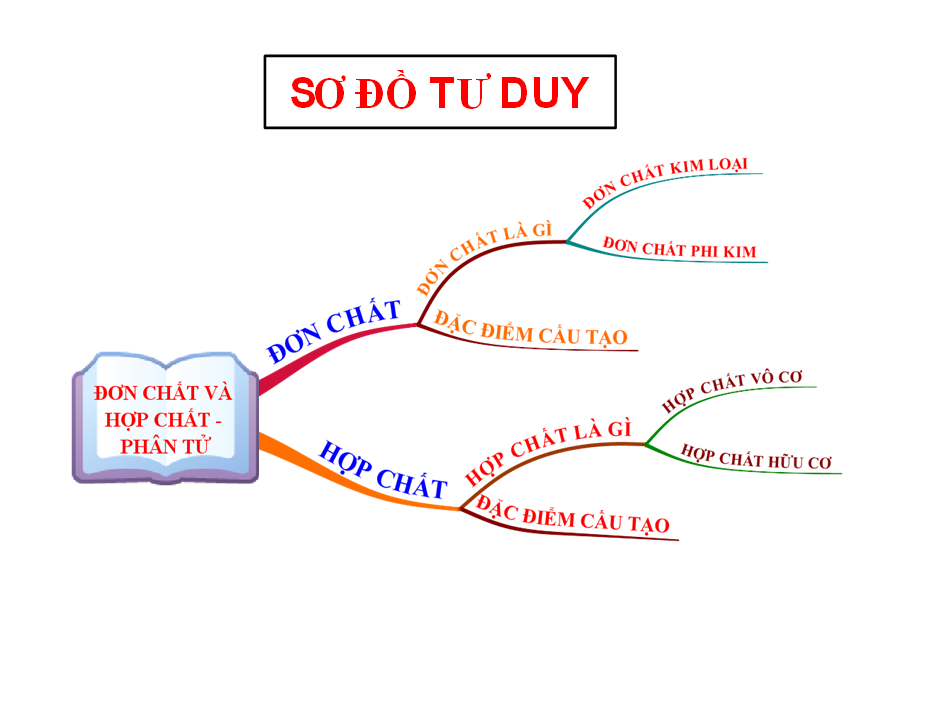 SƠ ĐỒ TƯ DUY
ĐƠN CHẤT VÀ
HỢP CHẤT -
PHÂN TỬ
ĐƠN CHẤT
ĐƠN CHẤT LÀ GÌ
ĐƠN CHẤT KIM LOẠI
ĐƠN CHẤT PHI KIM
ĐẶC ĐIỂM CẤU TẠO
HỢP CHẤT
HỢP CHẤT LÀ GÌ
HỢP CHẤT VÔ CƠ
HỢP CHẤT HỮU CƠ
ĐẶC ĐIỂM CẤU TẠO